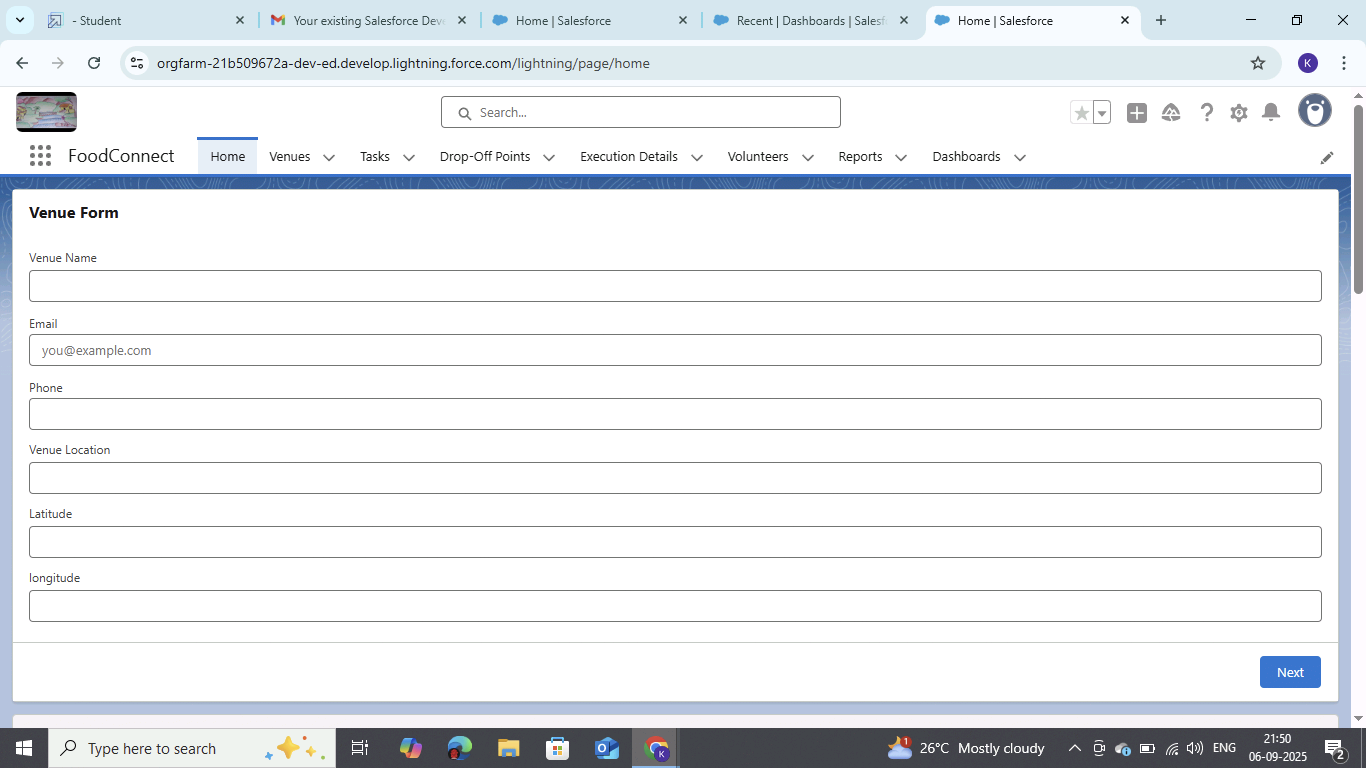 - Student
Your existing Salesforce Dev
Home | Salesforce
Recent | Dashboards | Salesf
Home | Salesforce
orgfarm-21b509672a-dev-ed.develop.lightning.force.com/lightning/page/home
K
Search...
FoodConnect
Home
Venues
Tasks
Drop-Off Points
Execution Details
Volunteers
Reports
Dashboards
Venue Form
Venue Name
Email
you@example.com
Phone
Venue Location
Latitude
longitude
Next
Type here to search
K
1
26°C Mostly cloudy
ENG
21:50
06-09-2025
2